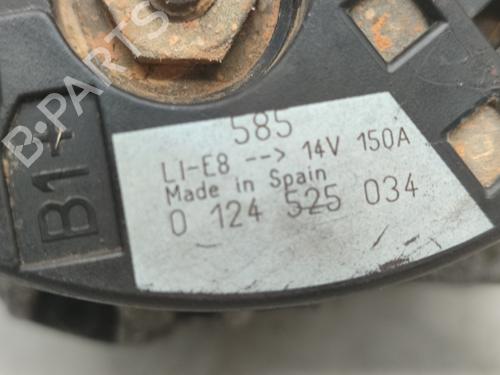 B-PARTS
B1+
585
LI-E8 --> 14V 150A
Made in Spain
0 124 525 034